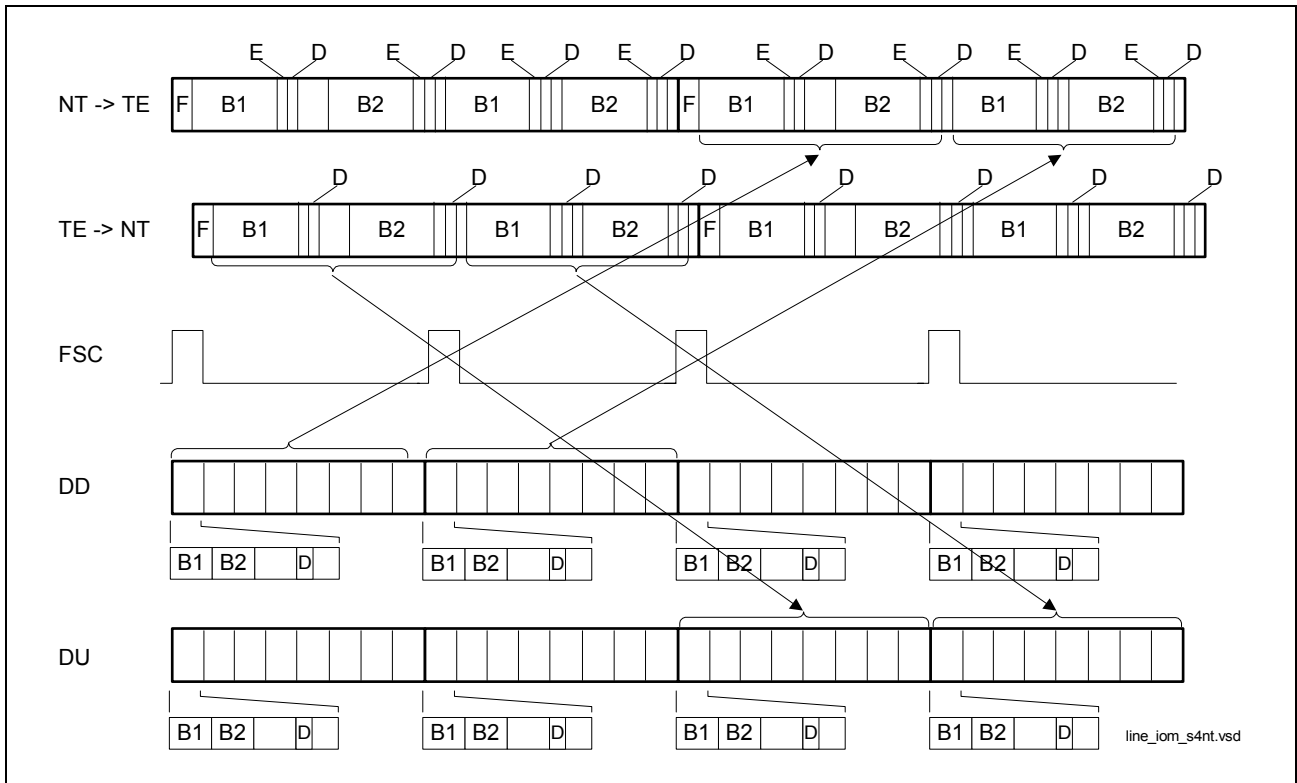 E D E D E D E D E D E D E D E D
NT -> TE F B1 B2 B1 B2 F B1 B2 B1 B2
D D D D D D D D
TE -> NT F B1 B2 B1 B2 F B1 B2 B1 B2
FSC
DD
B1 B2 D B1 B2 D B1 B2 D B1 B2 D
DU
B1 B2 D B1 B2 D B1 B2 D B1 B2 D
line_iom_s4nt.vsd